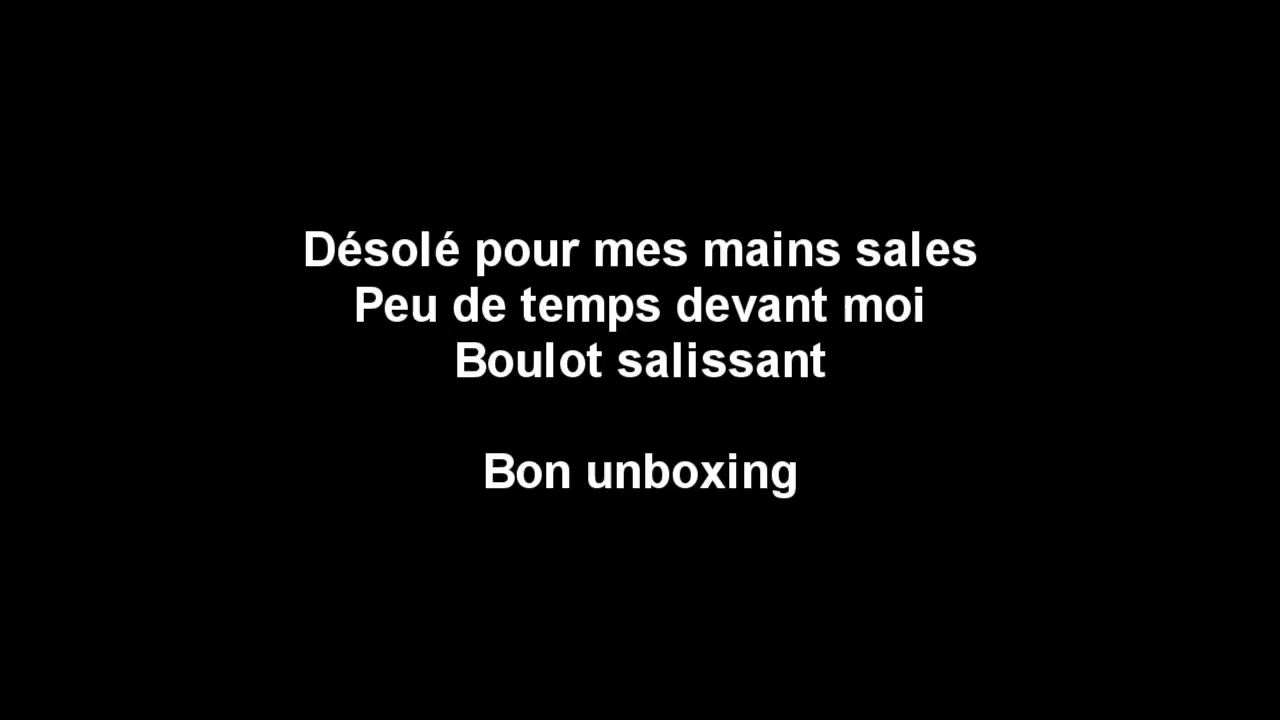 Désolé pour mes mains sales
Peu de temps devant moi
Boulot salissant
Bon unboxing